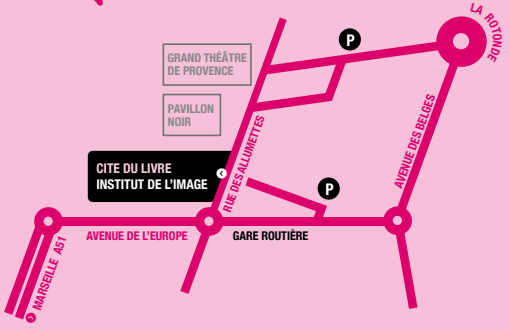 LA ROTONDE
P
GRAND THÉÂTRE
DE PROVENCE
PAVILLON
NOIR
RUE DES ALLUMETTES
AVENUE DES BELGES
CITE DU LIVRE
INSTITUT DE L'IMAGE
P
AVENUE DE L'EUROPE
GARE ROUTIÈRE
MARSEILLE A51